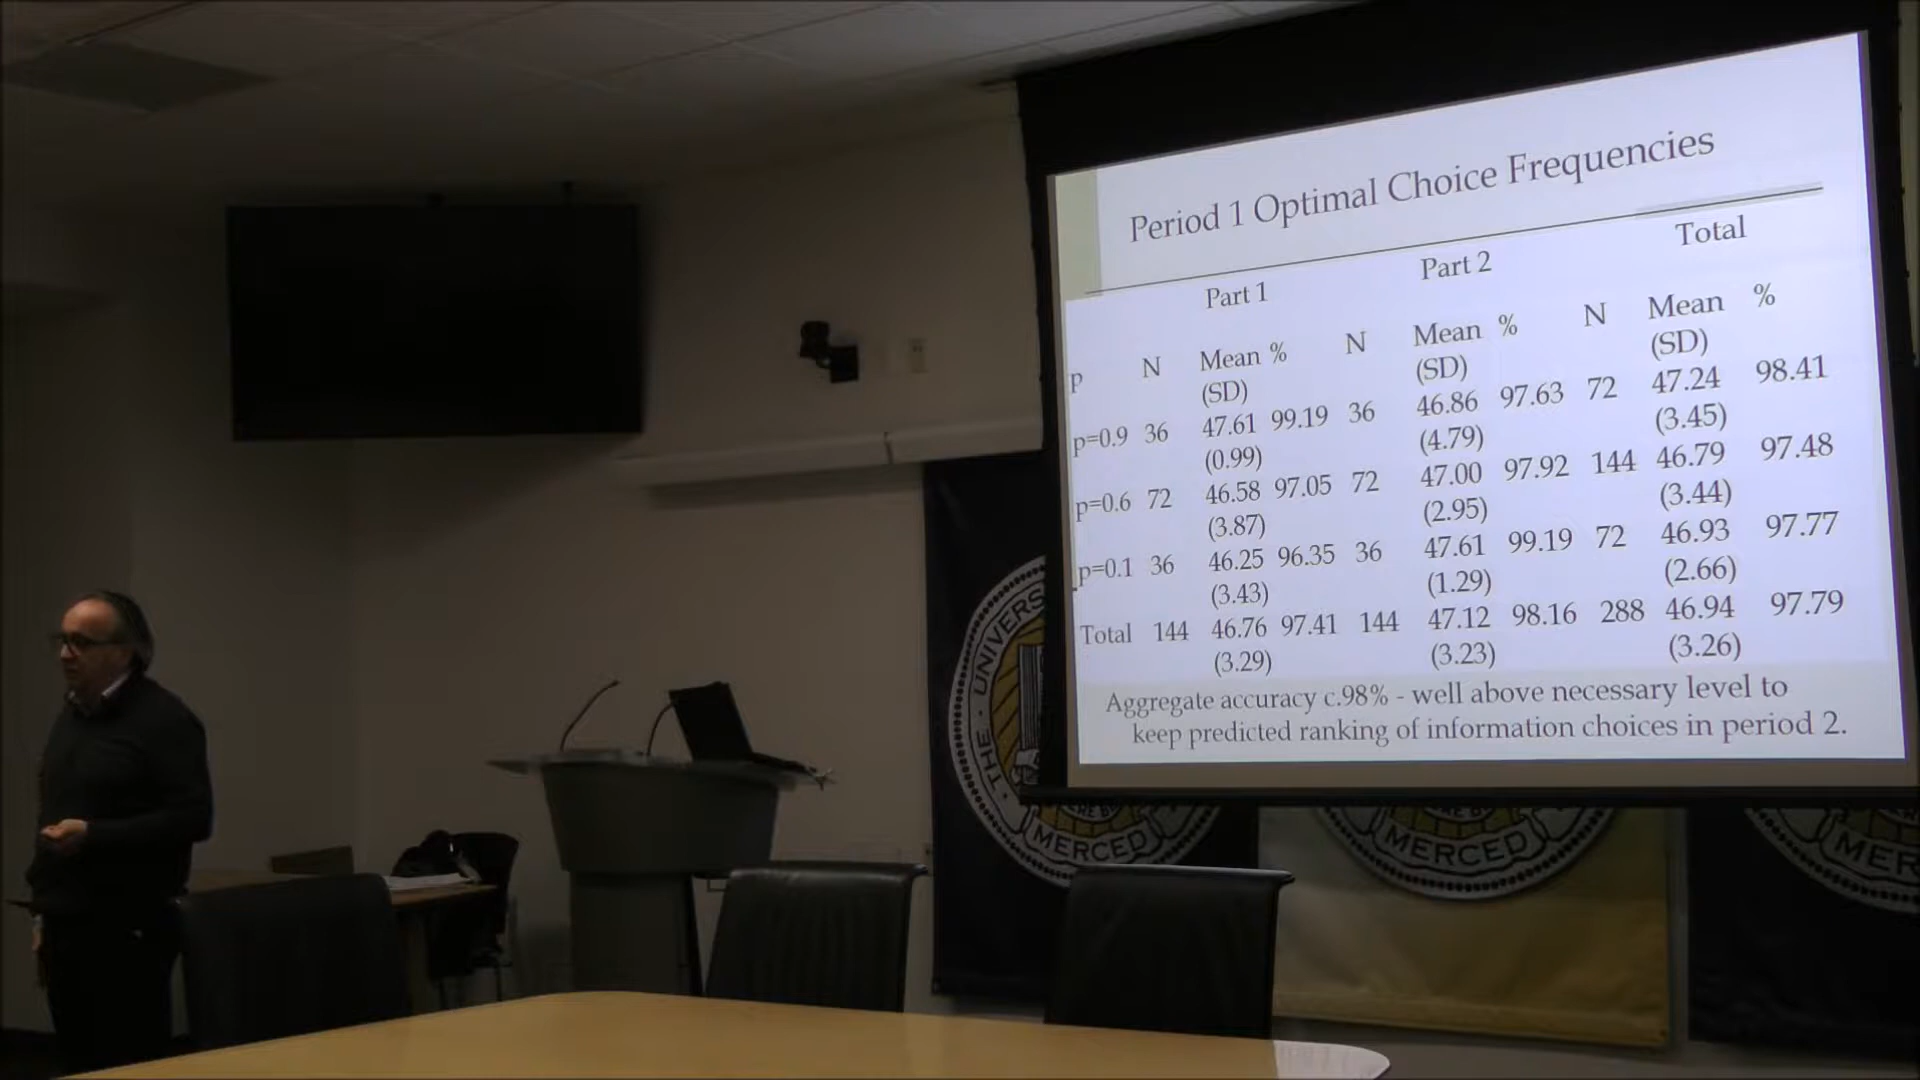 Period 1 Optimal Choice Frequencies
Part 1 Part 2 Total
p N Mean % N Mean % N Mean %
(SD) (SD) (SD)
p=0.9 36 47.61 99.19 36 46.86 97.63 72 47.24 98.41
(0.99) (4.79) (3.45)
p=0.6 72 46.58 97.05 72 47.00 97.92 144 46.79 97.48
(3.87) (2.95) (3.44)
p=0.1 36 46.25 96.35 36 47.61 99.19 72 46.93 97.77
(3.43) (1.29) (2.66)
Total 144 46.76 97.41 144 47.12 98.16 288 46.94 97.79
(3.29) (3.23) (3.26)
Aggregate accuracy c.98% - well above necessary level to
keep predicted ranking of information choices in period 2.
· THE · UNIVERS
MERCED
MERCED
MER